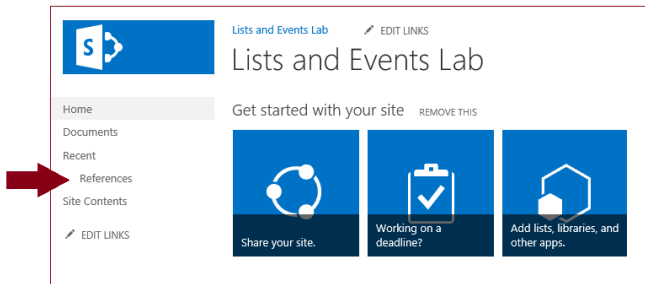 S
Lists and Events Lab
EDIT LINKS
Lists and Events Lab
Home
Documents
Recent
References
Site Contents
EDIT LINKS
Get started with your site REMOVE THIS
Share your site.
Working on a
deadline?
Add lists, libraries, and
other apps.